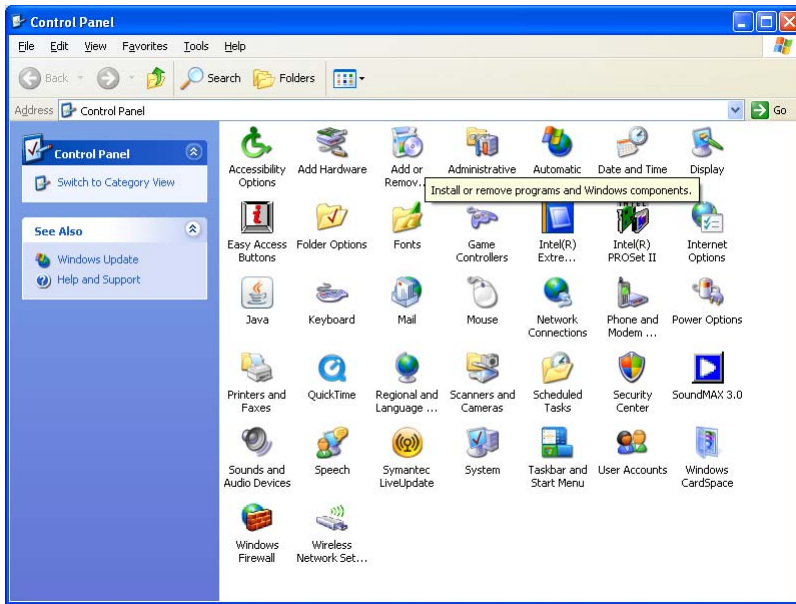 Control Panel
File Edit View Favorites Tools Help
Back Search Folders
Address Control Panel Go
Control Panel
Switch to Category View
See Also
Windows Update
Help and Support
Accessibility Options
Add Hardware
Add or Remov...
Administrative
Automatic
Date and Time
Display
Install or remove programs and Windows components.
Easy Access Buttons
Folder Options
Fonts
Game Controllers
Intel(R) Extre...
Intel(R) PROSet II
Internet Options
Java
Keyboard
Mail
Mouse
Network Connections
Phone and Modem ...
Power Options
Printers and Faxes
QuickTime
Regional and Language ...
Scanners and Cameras
Scheduled Tasks
Security Center
SoundMAX 3.0
Sounds and Audio Devices
Speech
Symantec LiveUpdate
System
Taskbar and Start Menu
User Accounts
Windows CardSpace
Windows Firewall
Wireless Network Set...